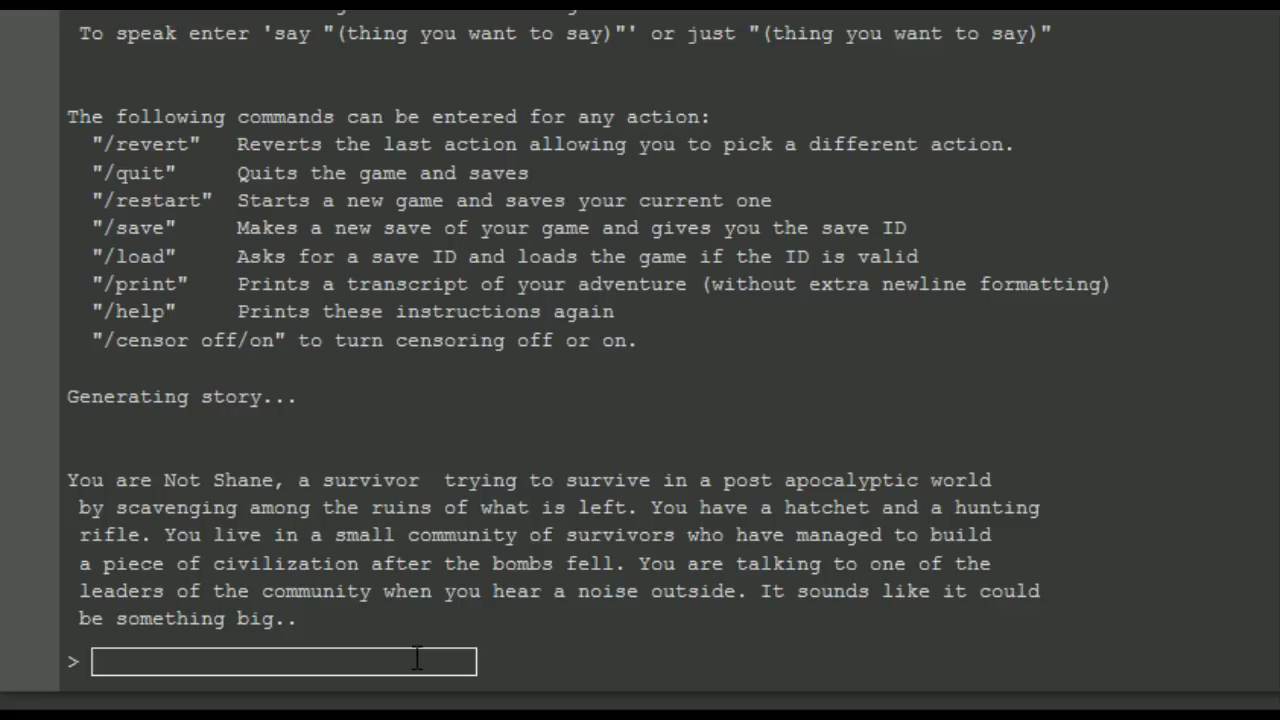 To speak enter 'say "(thing you want to say)"' or just "(thing you want to say)"
The following commands can be entered for any action:
"/revert" Reverts the last action allowing you to pick a different action.
"/quit" Quits the game and saves
"/restart" Starts a new game and saves your current one
"/save" Makes a new save of your game and gives you the save ID
"/load" Asks for a save ID and loads the game if the ID is valid
"/print" Prints a transcript of your adventure (without extra newline formatting)
"/help" Prints these instructions again
"/censor off/on" to turn censoring off or on.
Generating story...
You are Not Shane, a survivor  trying to survive in a post apocalyptic world
by scavenging among the ruins of what is left. You have a hatchet and a hunting
rifle. You live in a small community of survivors who have managed to build
a piece of civilization after the bombs fell. You are talking to one of the
leaders of the community when you hear a noise outside. It sounds like it could
be something big..
>